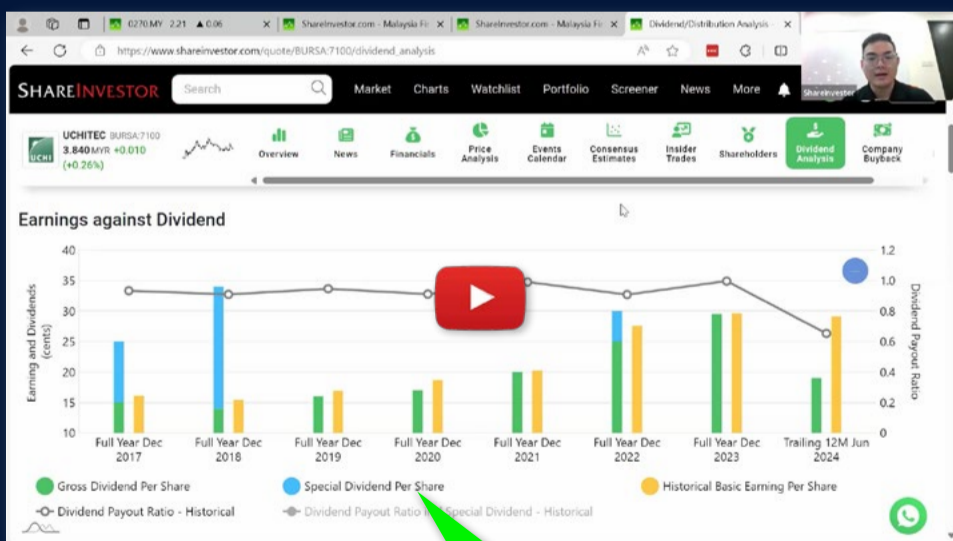 0270.MY 2.21 ▲0.06
ShareInvestor.com - Malaysia Fir
ShareInvestor.com - Malaysia Fir
Dividend/Distribution Analysis -
https://www.shareinvestor.com/quote/BURSA:7100/dividend_analysis
SHAREINVESTOR
Search
Market Charts Watchlist Portfolio Screener News More
ShareInvestor
UCHI
UCHITEC BURSA:7100
3.840 MYR +0.010
(+0.26%)
Overview
News
Financials
Price
Analysis
Events
Calendar
Consensus
Estimates
Insider
Trades
Shareholders
Dividend
Analysis
Company
Buyback
Earnings against Dividend
Earning and Dividends
(cents)
40
35
30
25
20
15
10
1.2
1.0
0.8
0.6
0.4
0.2
0
Dividend Payout Ratio
Full Year Dec
2017
Full Year Dec
2018
Full Year Dec
2019
Full Year Dec
2020
Full Year Dec
2021
Full Year Dec
2022
Full Year Dec
2023
Trailing 12M Jun
2024
Gross Dividend Per Share
Special Dividend Per Share
Historical Basic Earning Per Share
Dividend Payout Ratio - Historical
Dividend Payout Ratio Special Dividend - Historical